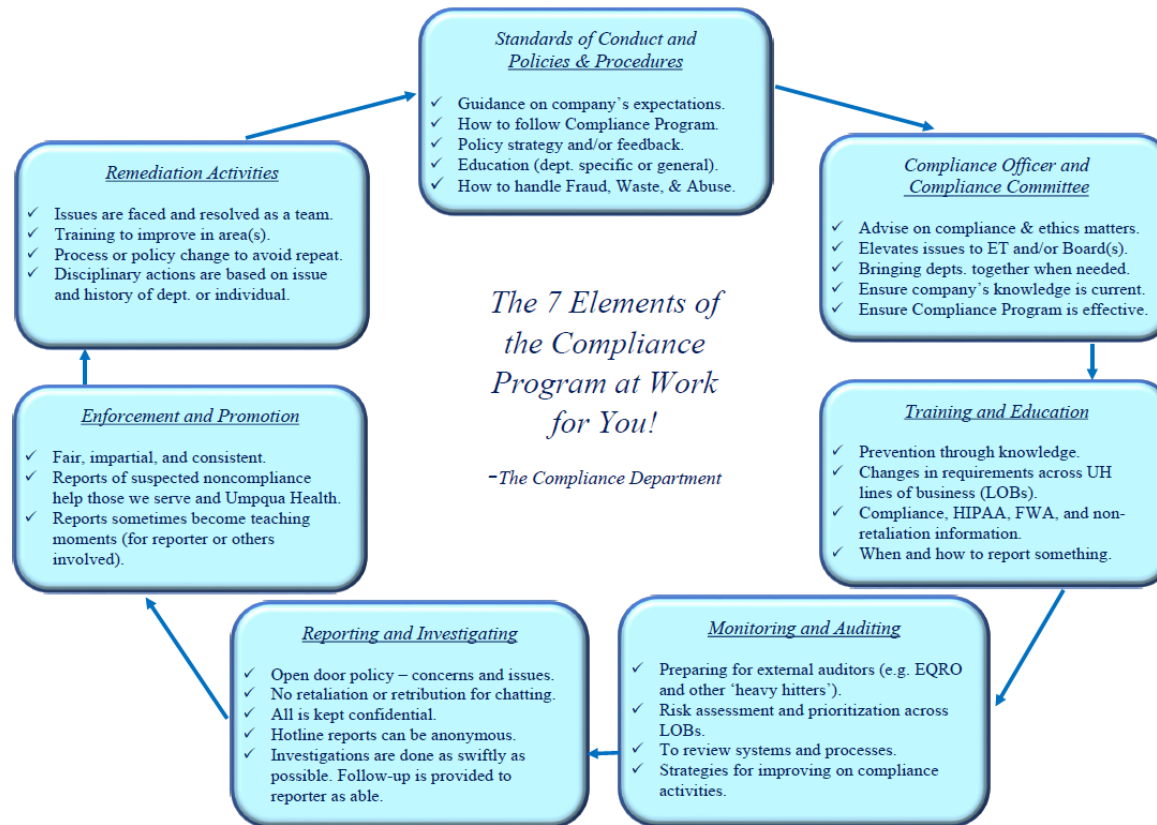 Standards of Conduct and
Policies & Procedures
✓ Guidance on company's expectations.
✓ How to follow Compliance Program.
✓ Policy strategy and/or feedback.
✓ Education (dept. specific or general).
✓ How to handle Fraud, Waste, & Abuse.
Compliance Officer and
Compliance Committee
✓ Advise on compliance & ethics matters.
✓ Elevates issues to ET and/or Board(s).
✓ Bringing depts. together when needed.
✓ Ensure company's knowledge is current.
✓ Ensure Compliance Program is effective.
Training and Education
✓ Prevention through knowledge.
✓ Changes in requirements across UH
lines of business (LOBs).
✓ Compliance, HIPAA, FWA, and non-
retaliation information.
✓ When and how to report something.
Monitoring and Auditing
✓ Preparing for external auditors (e.g. EQRO
and other 'heavy hitters').
✓ Risk assessment and prioritization across
LOBs.
✓ To review systems and processes.
✓ Strategies for improving on compliance
activities.
Reporting and Investigating
✓ Open door policy – concerns and issues.
✓ No retaliation or retribution for chatting.
✓ All is kept confidential.
✓ Hotline reports can be anonymous.
✓ Investigations are done as swiftly as
possible. Follow-up is provided to
reporter as able.
Enforcement and Promotion
✓ Fair, impartial, and consistent.
✓ Reports of suspected noncompliance
help those we serve and Umpqua Health.
✓ Reports sometimes become teaching
moments (for reporter or others
involved).
Remediation Activities
✓ Issues are faced and resolved as a team.
✓ Training to improve in area(s).
✓ Process or policy change to avoid repeat.
✓ Disciplinary actions are based on issue
and history of dept. or individual.
The 7 Elements of
the Compliance
Program at Work
for You!
-The Compliance Department